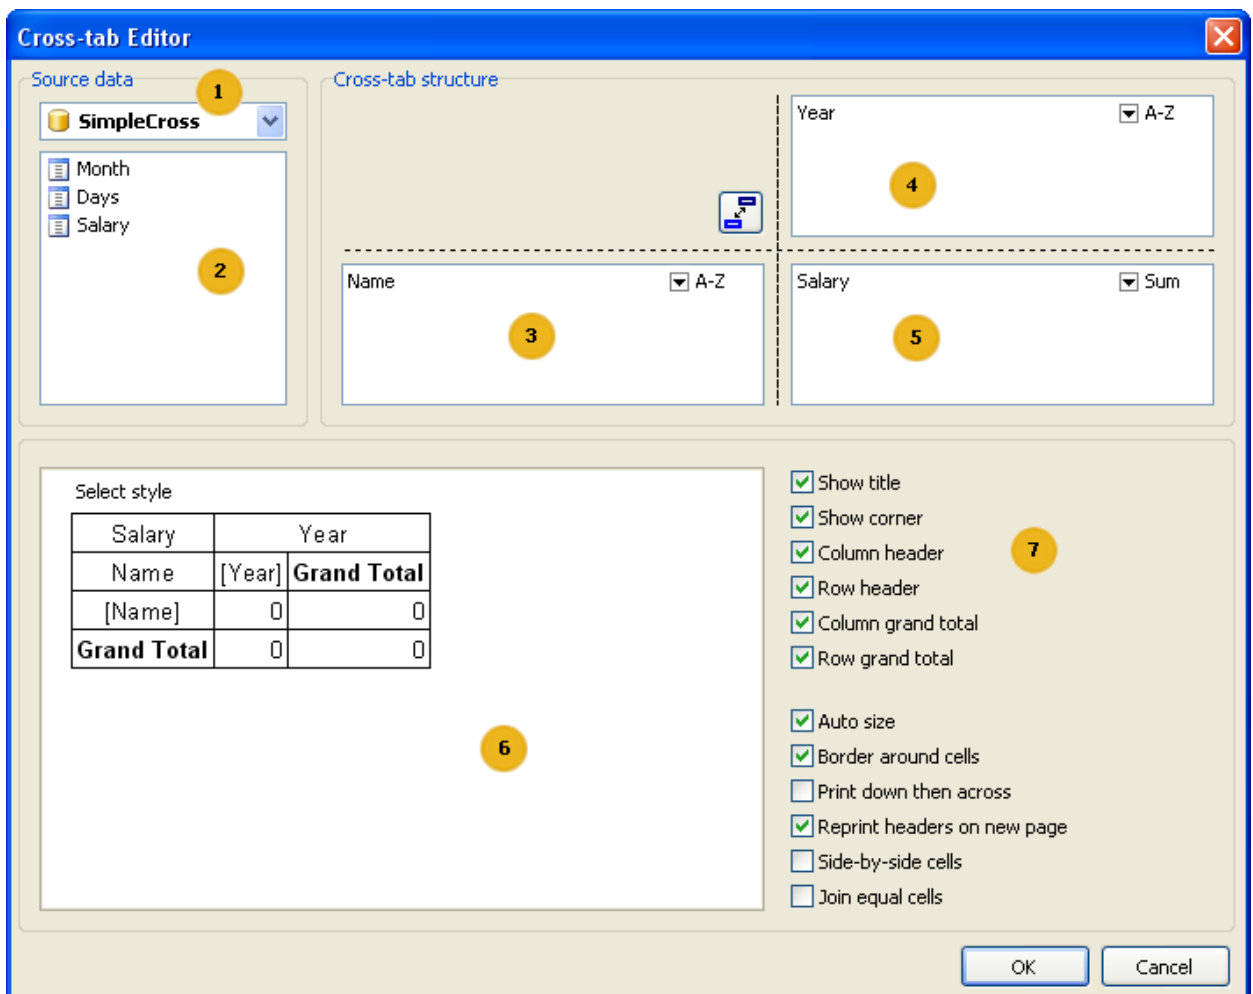 Cross-tab Editor
Source data
1
SimpleCross
Month
Days
Salary
2
Cross-tab structure
Year A-Z
4
Name A-Z
3
Salary Sum
5
Select style
Salary Year
Name [Year] Grand Total
[Name] 0 0
Grand Total 0 0
6
Show title
Show corner
Column header
7
Row header
Column grand total
Row grand total
Auto size
Border around cells
Print down then across
Reprint headers on new page
Side-by-side cells
Join equal cells
OK Cancel